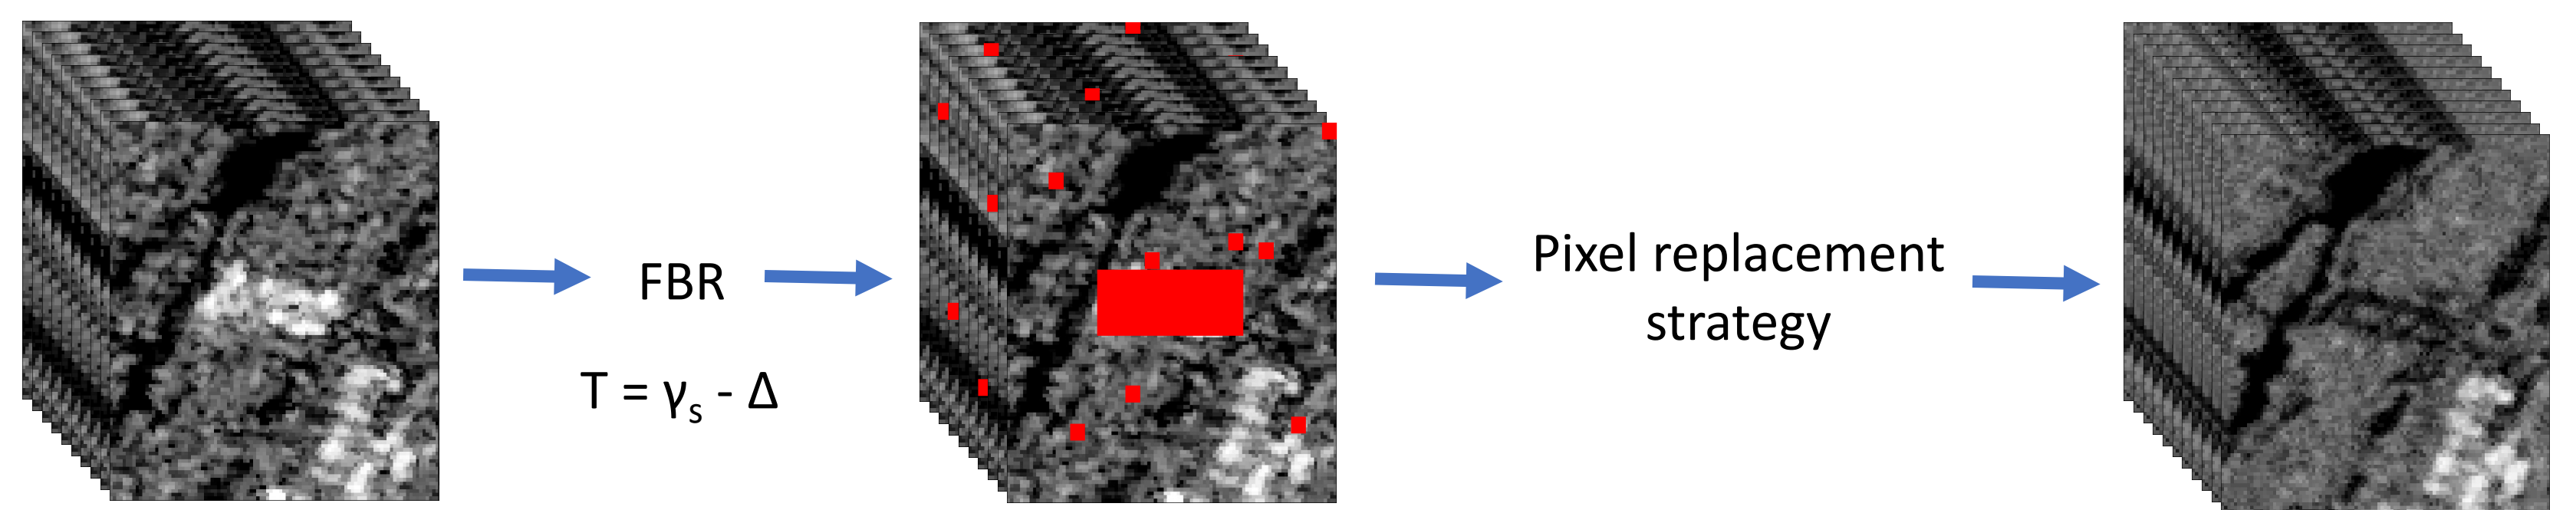 FBR
T = γₛ - Δ
Pixel replacement
strategy